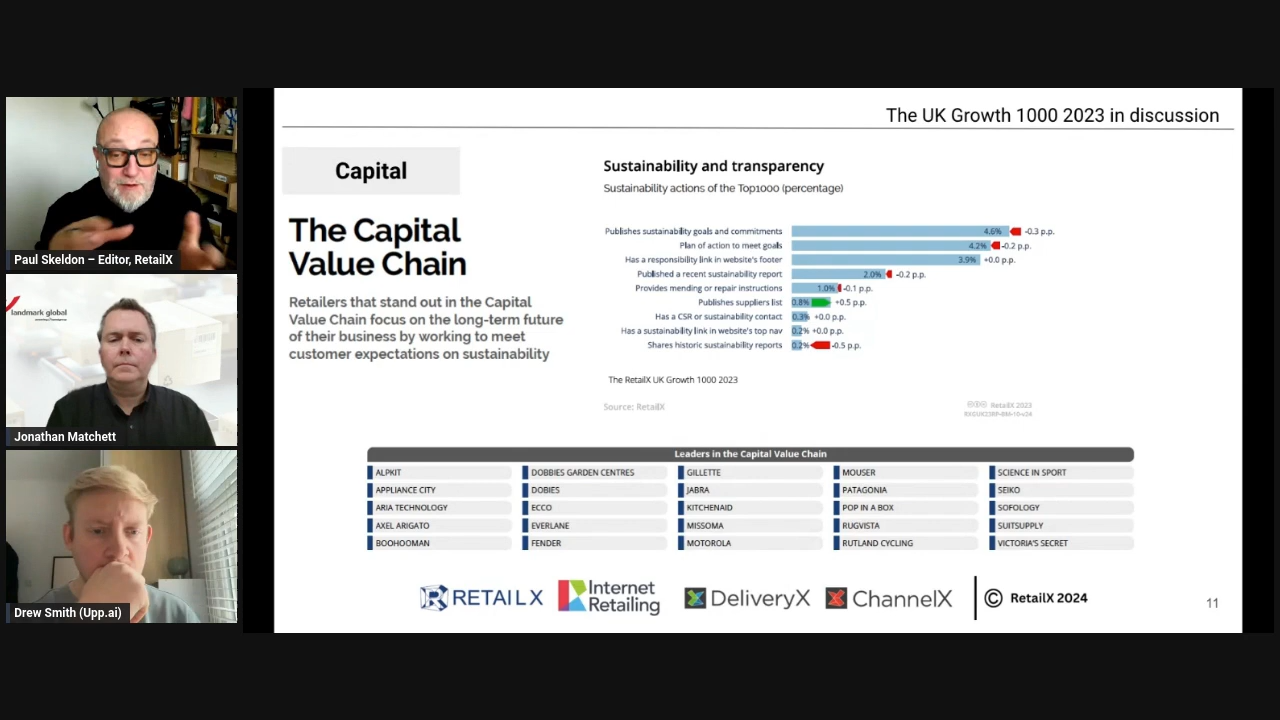 The UK Growth 1000 2023 in discussion
Capital
The Capital
Value Chain
Retailers that stand out in the Capital
Value Chain focus on the long-term future
of their business by working to meet
customer expectations on sustainability
Sustainability and transparency
Sustainability actions of the Top1000 (percentage)
Publishes sustainability goals and commitments 4.6% -0.3 p.p.
Plan of action to meet goals 4.2% -0.2 p.p.
Has a responsibility link in website's footer 3.9% +0.0 p.p.
Published a recent sustainability report 2.0% -0.2 p.p.
Provides mending or repair instructions 1.0% -0.1 p.p.
Publishes suppliers list 0.8% +0.5 p.p.
Has a CSR or sustainability contact 0.3% +0.0 p.p.
Has a sustainability link in website's top nav 0.2% +0.0 p.p.
Shares historic sustainability reports 0.2% -0.5 p.p.
The RetailX UK Growth 1000 2023
Source: RetailX
RetailX 2023
Leaders in the Capital Value Chain
ALPKIT DOBBIES GARDEN CENTRES GILLETTE MOUSER SCIENCE IN SPORT
APPLIANCE CITY DOBIES JABRA PATAGONIA SEIKO
ARIA TECHNOLOGY ECCO KITCHENAID POP IN A BOX SOFOLOGY
AXEL ARIGATO EVERLANE MISSOMA RUGVISTA SUITSUPPLY
BOOHOOMAN FENDER MOTOROLA RUTLAND CYCLING VICTORIA'S SECRET
RETAIL X Internet Retailing DeliveryX ChannelX © RetailX 2024
11
Paul Skeldon – Editor, RetailX
landmark global
Jonathan Matchett
Drew Smith (Upp.ai)